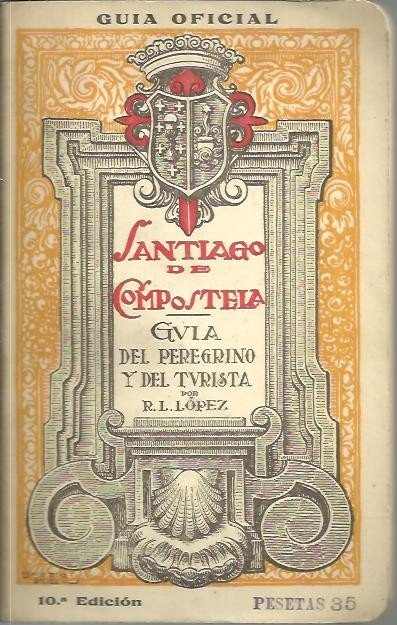 GUIA OFICIAL
SANTIAGO
DE
COMPOSTELA
GVIA
DEL PEREGRINO
Y DEL TVRISTA
POR
R. L. LÓPEZ
10.ª Edición
PESETAS 35